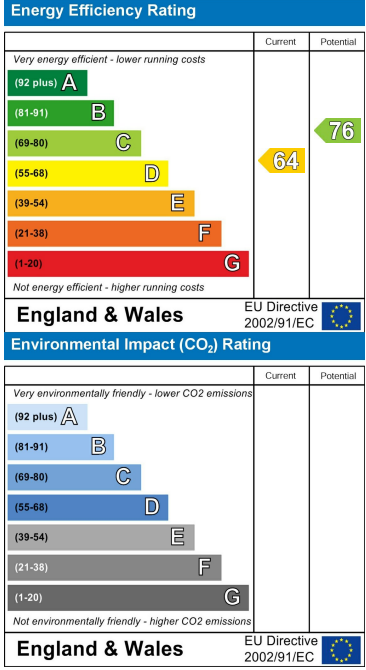 Energy Efficiency Rating
Current Potential
Very energy efficient - lower running costs
(92 plus) A
(81-91) B
(69-80) C
(55-68) D
(39-54) E
(21-38) F
(1-20) G
64
76
Not energy efficient - higher running costs
England & Wales
EU Directive
2002/91/EC
Environmental Impact (CO₂) Rating
Current Potential
Very environmentally friendly - lower CO2 emissions
(92 plus) A
(81-91) B
(69-80) C
(55-68) D
(39-54) E
(21-38) F
(1-20) G
Not environmentally friendly - higher CO2 emissions
England & Wales
EU Directive
2002/91/EC